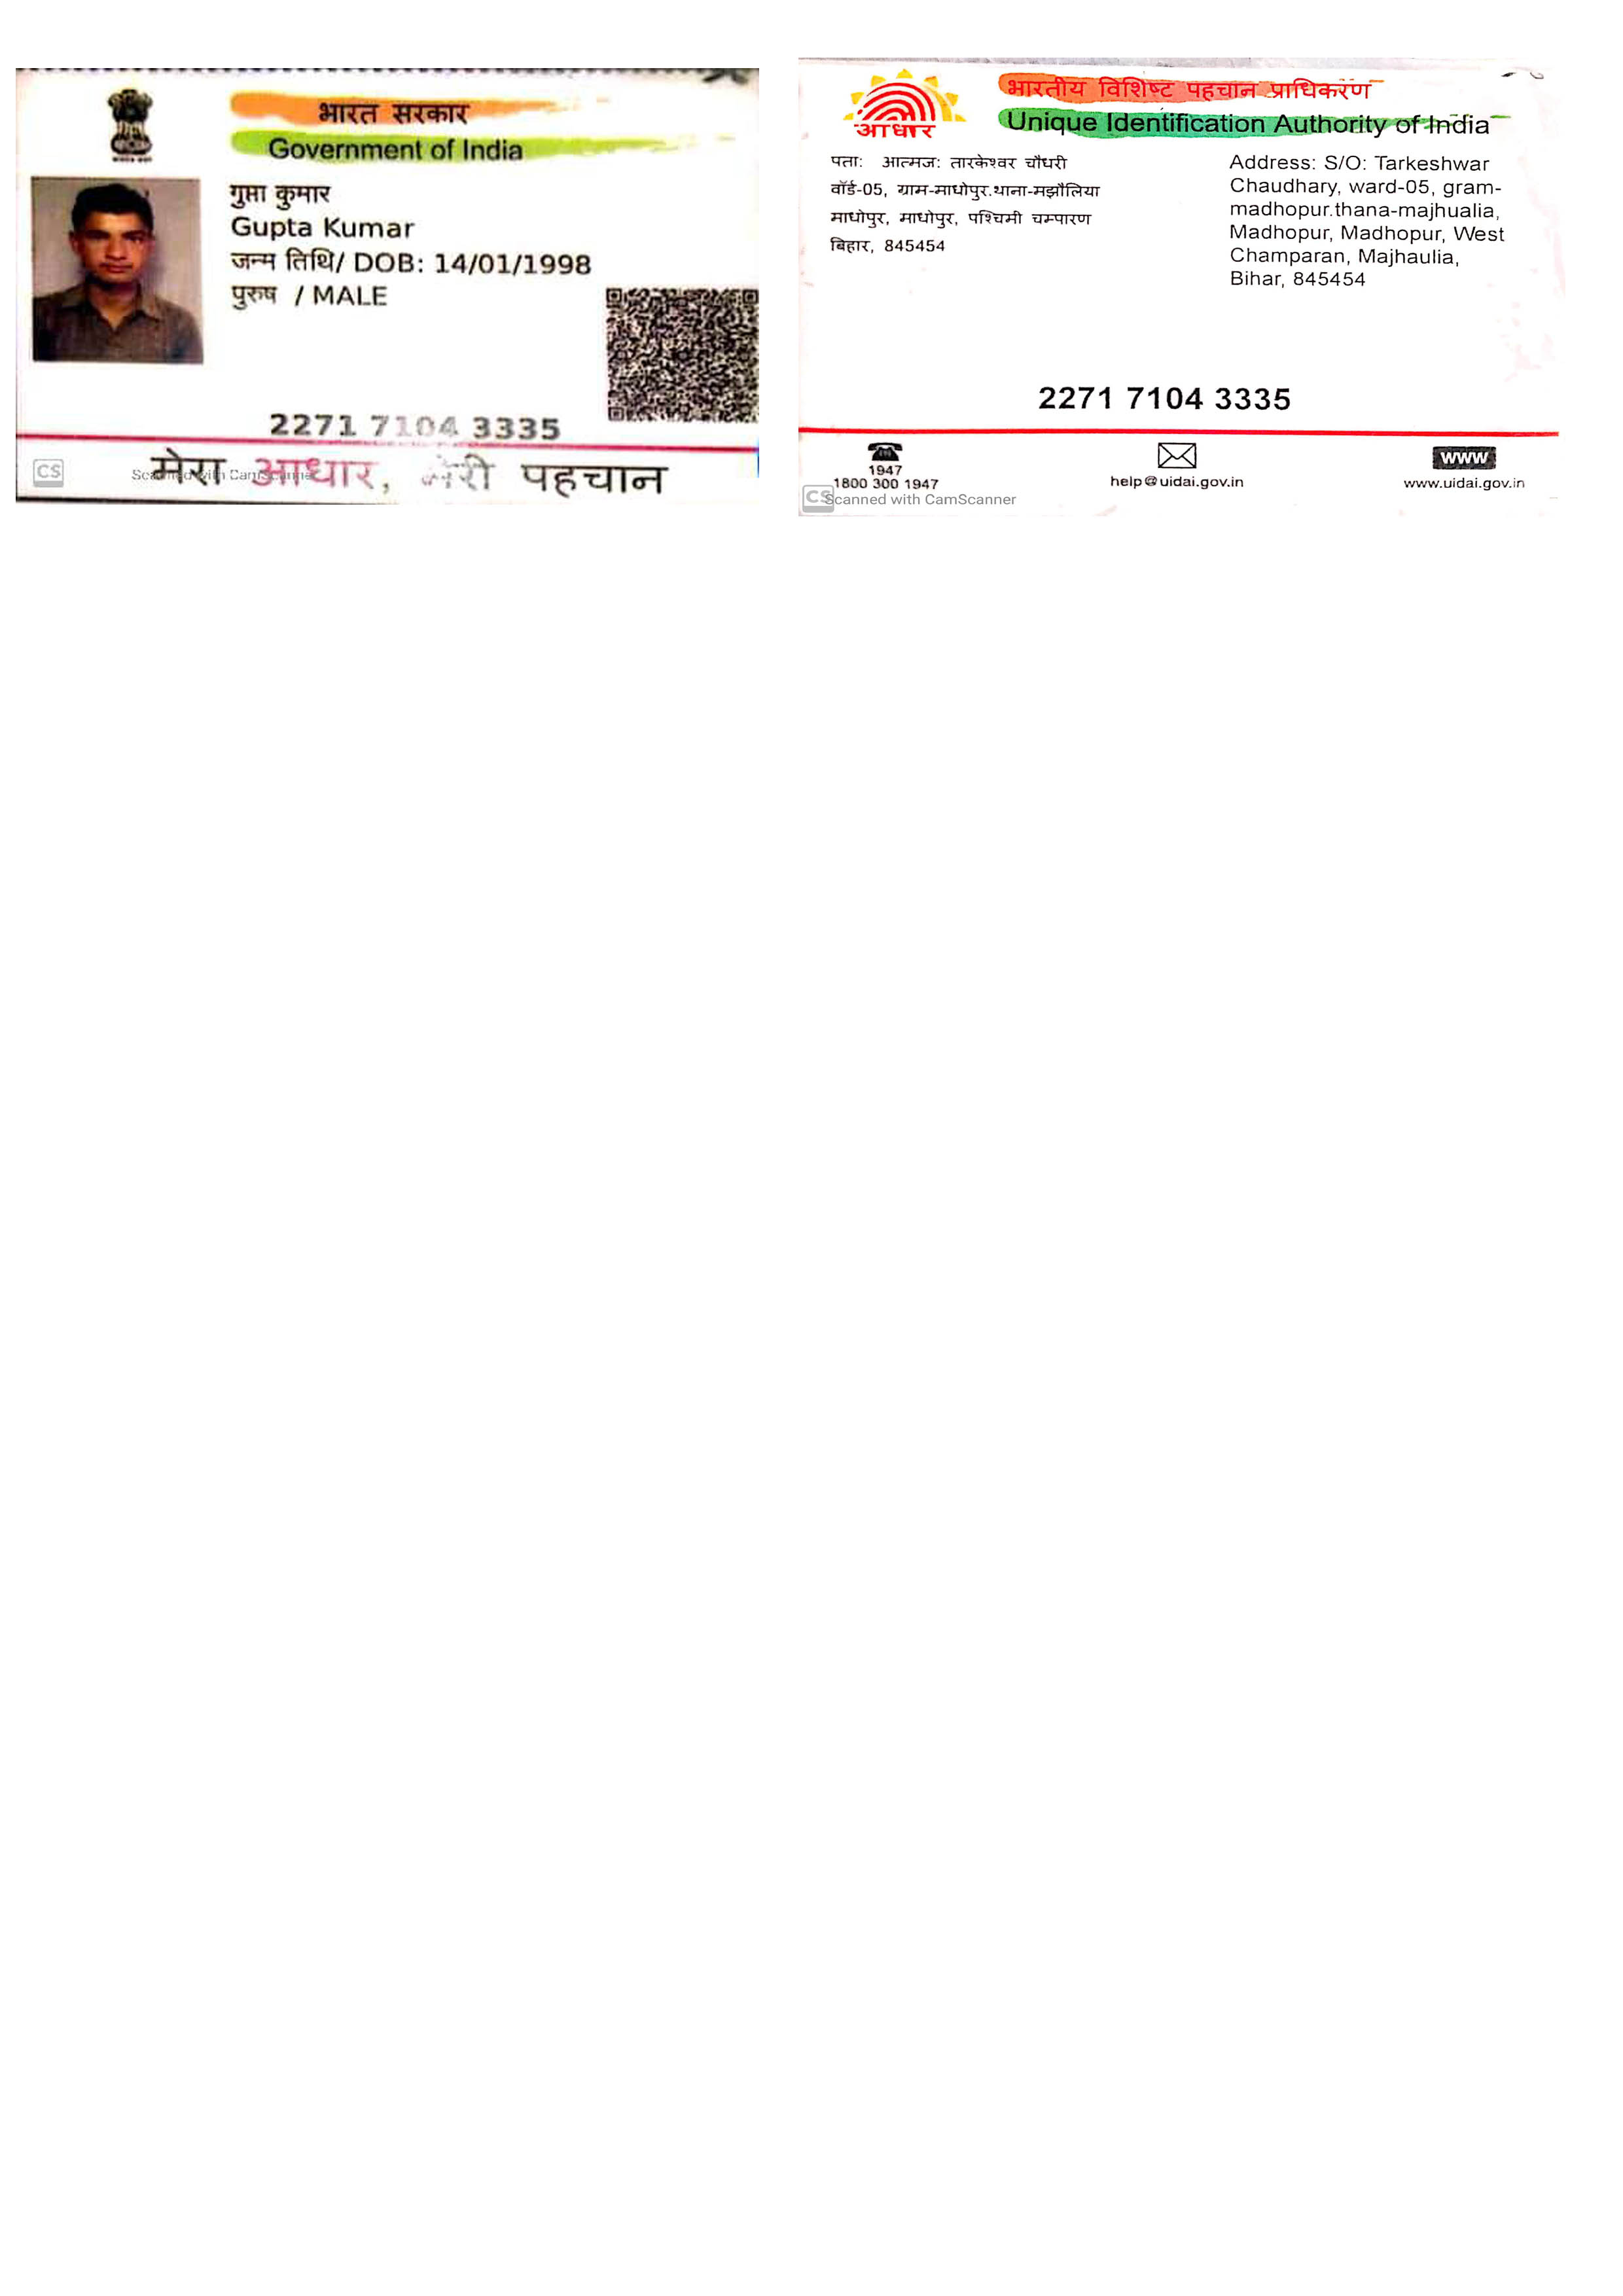 भारत सरकार
Government of India
गुप्ता कुमार
Gupta Kumar
जन्म तिथि/ DOB: 14/01/1998
पुरुष / MALE
2271 7104 3335
मेरा आधार, मेरी पहचान
CS Scanned with CamScanner
भारतीय विशिष्ट पहचान प्राधिकरण
Unique Identification Authority of India
आधार
पता: आत्मज: तारकेश्वर चौधरी
वॉर्ड-05, ग्राम-माधोपुर.थाना-मझौलिया
माधोपुर, माधोपुर, पश्चिमी चम्पारण
बिहार, 845454
Address: S/O: Tarkeshwar
Chaudhary, ward-05, gram-
madhopur.thana-majhualia,
Madhopur, Madhopur, West
Champaran, Majhaulia,
Bihar, 845454
2271 7104 3335
1947
1800 300 1947
help@uidai.gov.in
www
www.uidai.gov.in
CS Scanned with CamScanner